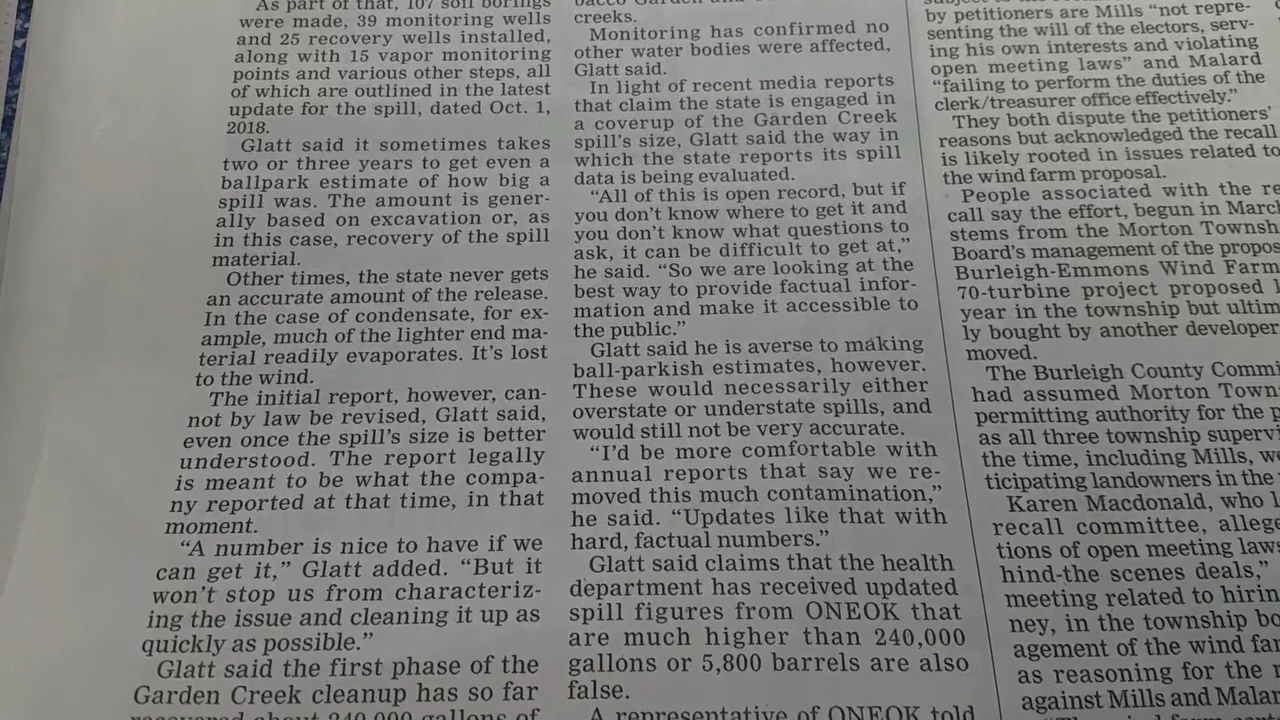 As part of that, 107 soil borings
were made, 39 monitoring wells
and 25 recovery wells installed,
along with 15 vapor monitoring
points and various other steps, all
of which are outlined in the latest
update for the spill, dated Oct. 1,
2018.
Glatt said it sometimes takes
two or three years to get even a
ballpark estimate of how big a
spill was. The amount is gener-
ally based on excavation or, as
in this case, recovery of the spill
material.
Other times, the state never gets
an accurate amount of the release.
In the case of condensate, for ex-
ample, much of the lighter end ma-
terial readily evaporates. It’s lost
to the wind.
The initial report, however, can-
not by law be revised, Glatt said,
even once the spill’s size is better
understood. The report legally
is meant to be what the compa-
ny reported at that time, in that
moment.
“A number is nice to have if we
can get it,” Glatt added. “But it
won’t stop us from characteriz-
ing the issue and cleaning it up as
quickly as possible.”
Glatt said the first phase of the
Garden Creek cleanup has so far
recovered about 240,000 gallons of
creeks.
Monitoring has confirmed no
other water bodies were affected,
Glatt said.
In light of recent media reports
that claim the state is engaged in
a coverup of the Garden Creek
spill’s size, Glatt said the way in
which the state reports its spill
data is being evaluated.
“All of this is open record, but if
you don’t know where to get it and
you don’t know what questions to
ask, it can be difficult to get at,”
he said. “So we are looking at the
best way to provide factual infor-
mation and make it accessible to
the public.”
Glatt said he is averse to making
ball-parkish estimates, however.
These would necessarily either
overstate or understate spills, and
would still not be very accurate.
“I’d be more comfortable with
annual reports that say we re-
moved this much contamination,”
he said. “Updates like that with
hard, factual numbers.”
Glatt said claims that the health
department has received updated
spill figures from ONEOK that
are much higher than 240,000
gallons or 5,800 barrels are also
false.
A representative of ONEOK told
by petitioners are Mills “not repre-
senting the will of the electors, serv-
ing his own interests and violating
open meeting laws” and Malard
“failing to perform the duties of the
clerk/treasurer office effectively.”
They both dispute the petitioners’
reasons but acknowledged the recall
is likely rooted in issues related to
the wind farm proposal.
People associated with the re
call say the effort, begun in March
stems from the Morton Townsh
Board’s management of the propos
Burleigh-Emmons Wind Farm
70-turbine project proposed l
year in the township but ultim
ly bought by another developer
moved.
The Burleigh County Commi
had assumed Morton Town
permitting authority for the p
as all three township supervi
the time, including Mills, we
ticipating landowners in the
Karen Macdonald, who l
recall committee, allege
tions of open meeting laws
hind-the scenes deals,”
meeting related to hirin
ney, in the township bo
agement of the wind far
as reasoning for the r
against Mills and Malar